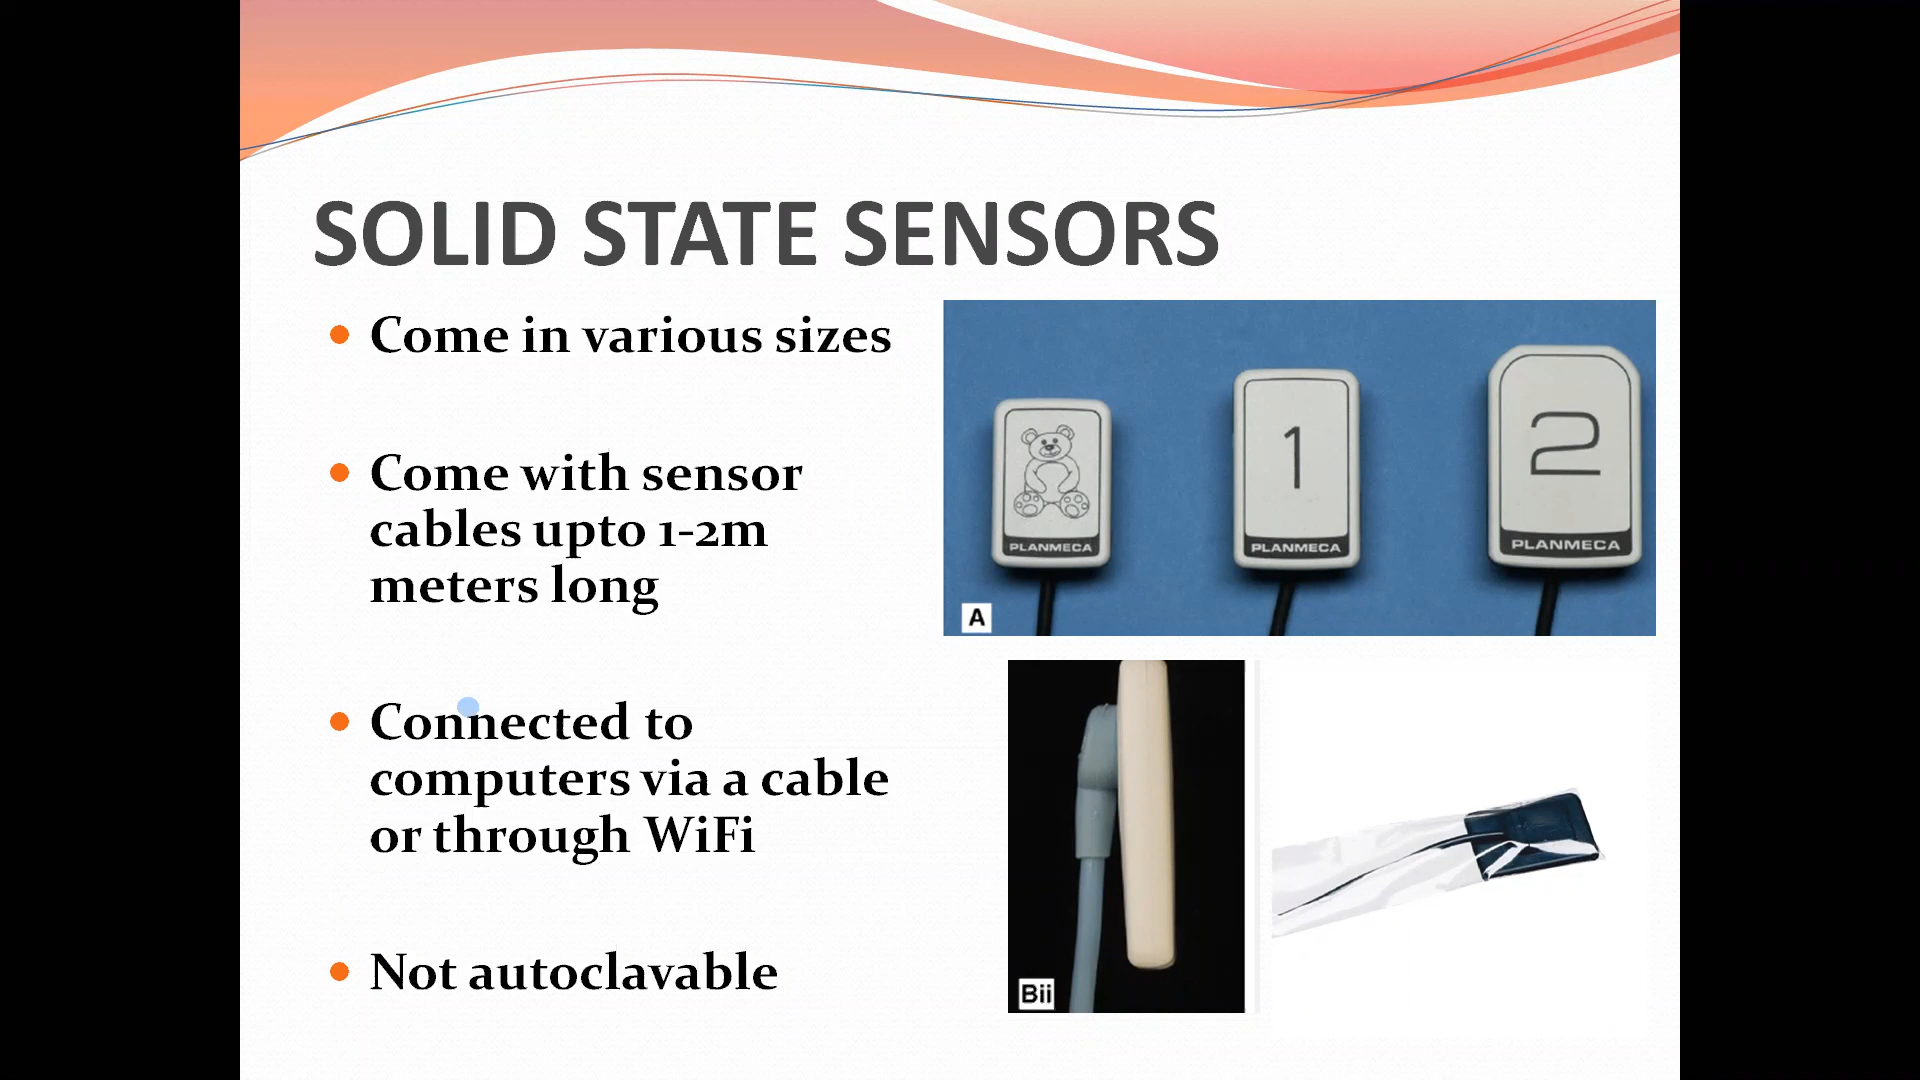 SOLID STATE SENSORS
• Come in various sizes
• Come with sensor
cables upto 1-2m
meters long
• Connected to
computers via a cable
or through WiFi
• Not autoclavable
1
2
PLANMECA
PLANMECA
PLANMECA
A
Bii